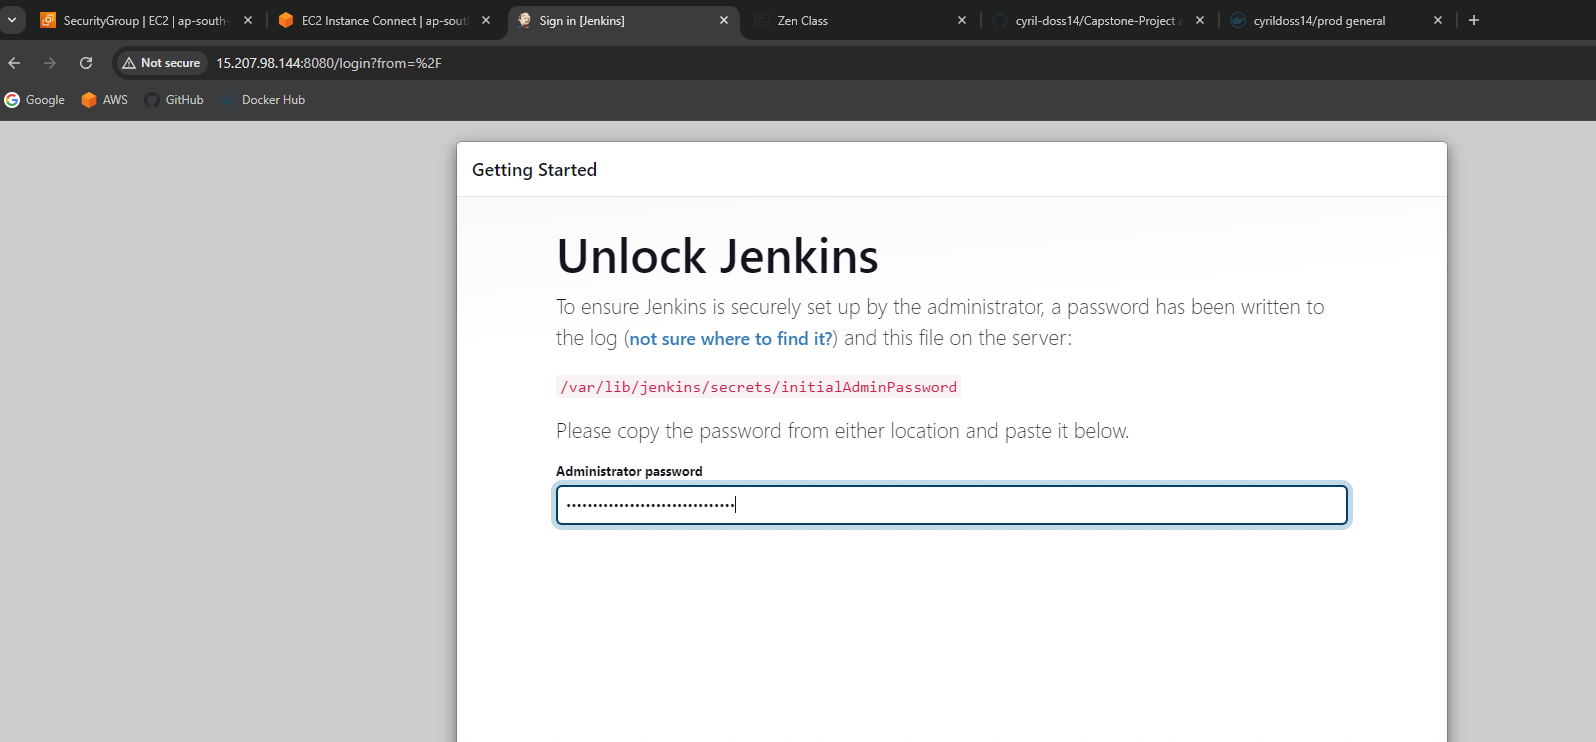 SecurityGroup | EC2 | ap-south-
EC2 Instance Connect | ap-sout
Sign in [Jenkins]
Zen Class
cyril-doss14/Capstone-Project
cyrildoss14/prod general
Not secure
15.207.98.144:8080/login?from=%2F
Google
AWS
GitHub
Docker Hub
Getting Started
Unlock Jenkins
To ensure Jenkins is securely set up by the administrator, a password has been written to
the log (not sure where to find it?) and this file on the server:
/var/lib/jenkins/secrets/initialAdminPassword
Please copy the password from either location and paste it below.
Administrator password